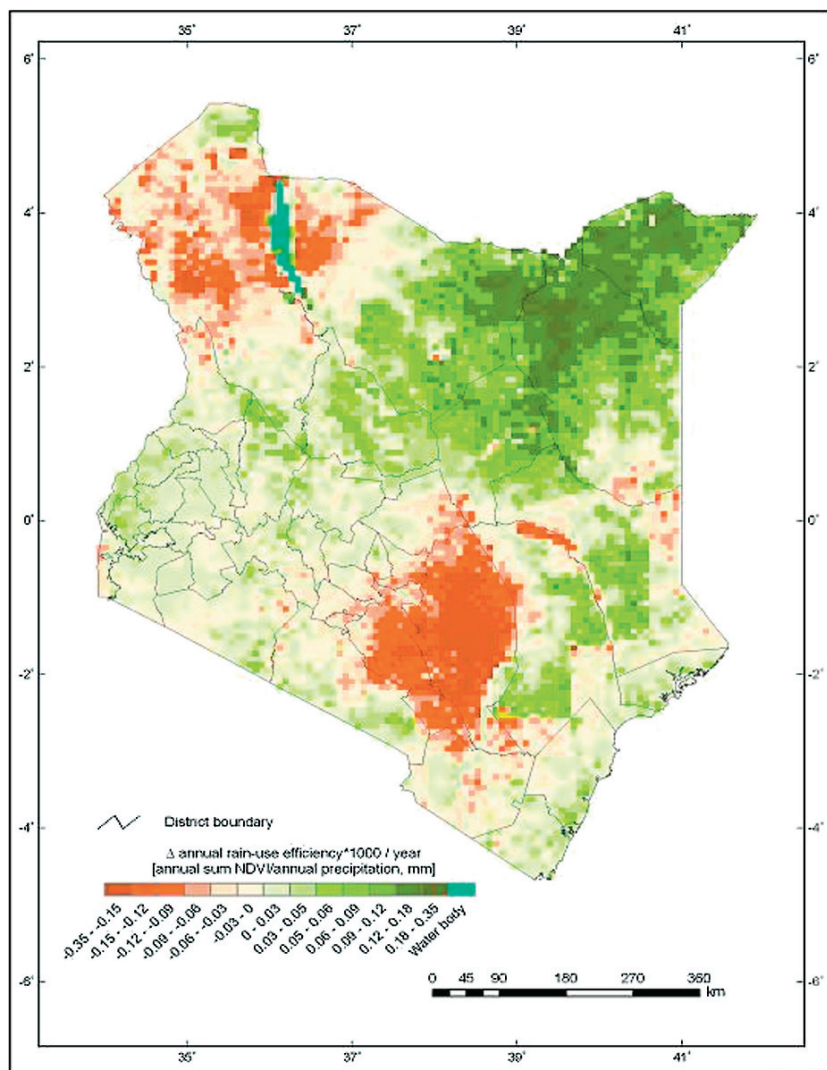 35˚ 37˚ 39˚ 41˚
6˚ 6˚
4˚ 4˚
2˚ 2˚
0˚ 0˚
-2˚ -2˚
-4˚ -4˚
-6˚ -6˚
District boundary
Δ annual rain-use efficiency*1000 / year
[annual sum NDVI/annual precipitation, mm]
-0.35 - -0.15
-0.15 - -0.12
-0.12 - -0.09
-0.09 - -0.06
-0.06 - -0.03
-0.03 - 0
0 - 0.03
0.03 - 0.05
0.05 - 0.06
0.06 - 0.09
0.09 - 0.12
0.12 - 0.18
0.18 - 0.35
Water body
0 45 90 180 270 360
km
35˚ 37˚ 39˚ 41˚